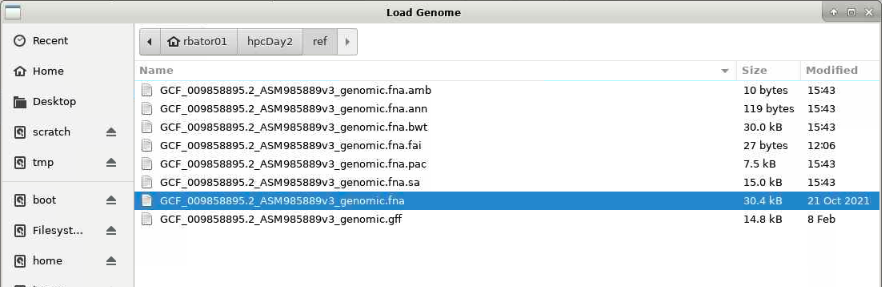 Load Genome
Recent
Home
Desktop
scratch
tmp
boot
Filesyst...
home
rbator01 hpcDay2 ref
Name Size Modified
GCF_009858895.2_ASM985889v3_genomic.fna.amb 10 bytes 15:43
GCF_009858895.2_ASM985889v3_genomic.fna.ann 119 bytes 15:43
GCF_009858895.2_ASM985889v3_genomic.fna.bwt 30.0 kB 15:43
GCF_009858895.2_ASM985889v3_genomic.fna.fai 27 bytes 12:06
GCF_009858895.2_ASM985889v3_genomic.fna.pac 7.5 kB 15:43
GCF_009858895.2_ASM985889v3_genomic.fna.sa 15.0 kB 15:43
GCF_009858895.2_ASM985889v3_genomic.fna 30.4 kB 21 Oct 2021
GCF_009858895.2_ASM985889v3_genomic.gff 14.8 kB 8 Feb